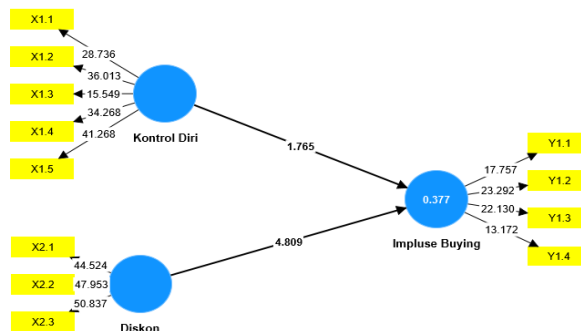 X1.1
X1.2
X1.3
X1.4
X1.5
28.736
36.013
15.549
34.268
41.268
Kontrol Diri
1.765
4.809
X2.1
X2.2
X2.3
44.524
47.953
50.837
Diskon
0.377
Impluse Buying
17.757
23.292
22.130
13.172
Y1.1
Y1.2
Y1.3
Y1.4